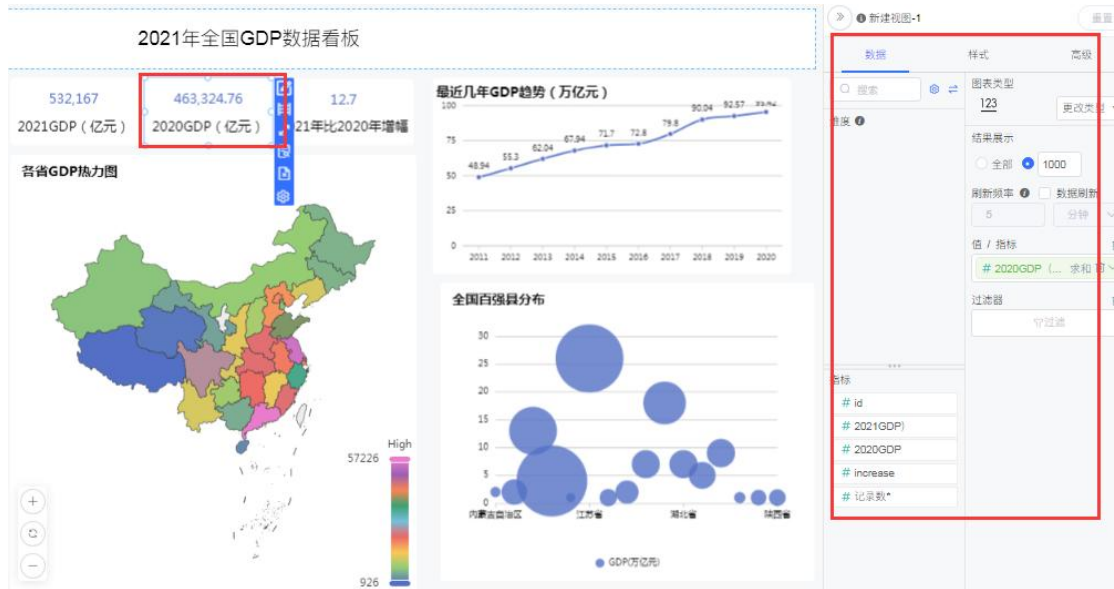 2021年全国GDP数据看板
532,167
2021GDP（亿元）
463,324.76
2020GDP（亿元）
12.7
21年比2020年增幅
各省GDP热力图
High
57226
926
最近几年GDP趋势（万亿元）
100
75
50
25
0
48.94
55.3
62.04
67.94
71.7
72.8
79.8
90.04
92.57
2011
2012
2013
2014
2015
2016
2017
2018
2019
2020
全国百强县分布
30
25
20
15
10
5
0
内蒙古自治区
江苏省
湖北省
陕西省
GDP(万亿元)
新建视图-1
重置
数据
样式
高级
搜索
维度
指标
# id
# 2021GDP)
# 2020GDP
# increase
# 记录数*
图表类型
123
更改类型
结果展示
全部
1000
刷新频率
数据刷新
5
分钟
值 / 指标
# 2020GDP（... 求和
过滤器
过滤